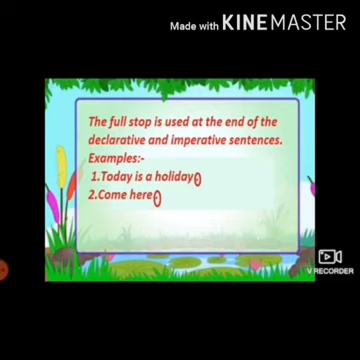 Made with KINEMASTER
The full stop is used at the end of the
declarative and imperative sentences.
Examples:-
1.Today is a holiday.
2.Come here.
V RECORDER